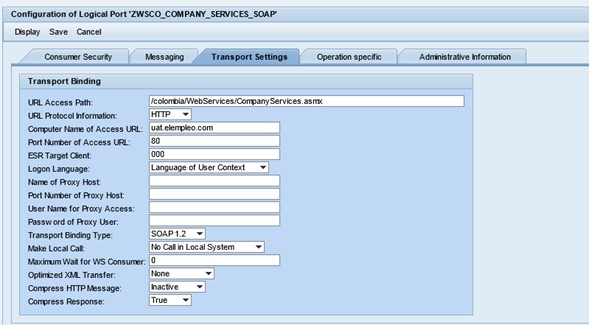 Configuration of Logical Port 'ZWSCO_COMPANY_SERVICES_SOAP'
Display Save Cancel
Consumer Security Messaging Transport Settings Operation specific Administrative Information
Transport Binding
URL Access Path: /colombia/WebServices/CompanyServices.asmx
URL Protocol Information: HTTP
Computer Name of Access URL: uat.elempleo.com
Port Number of Access URL: 80
ESR Target Client: 000
Logon Language: Language of User Context
Name of Proxy Host:
Port Number of Proxy Host:
User Name for Proxy Access:
Password of Proxy User:
Transport Binding Type: SOAP 1.2
Make Local Call: No Call in Local System
Maximum Wait for WS Consumer: 0
Optimized XML Transfer: None
Compress HTTP Message: Inactive
Compress Response: True